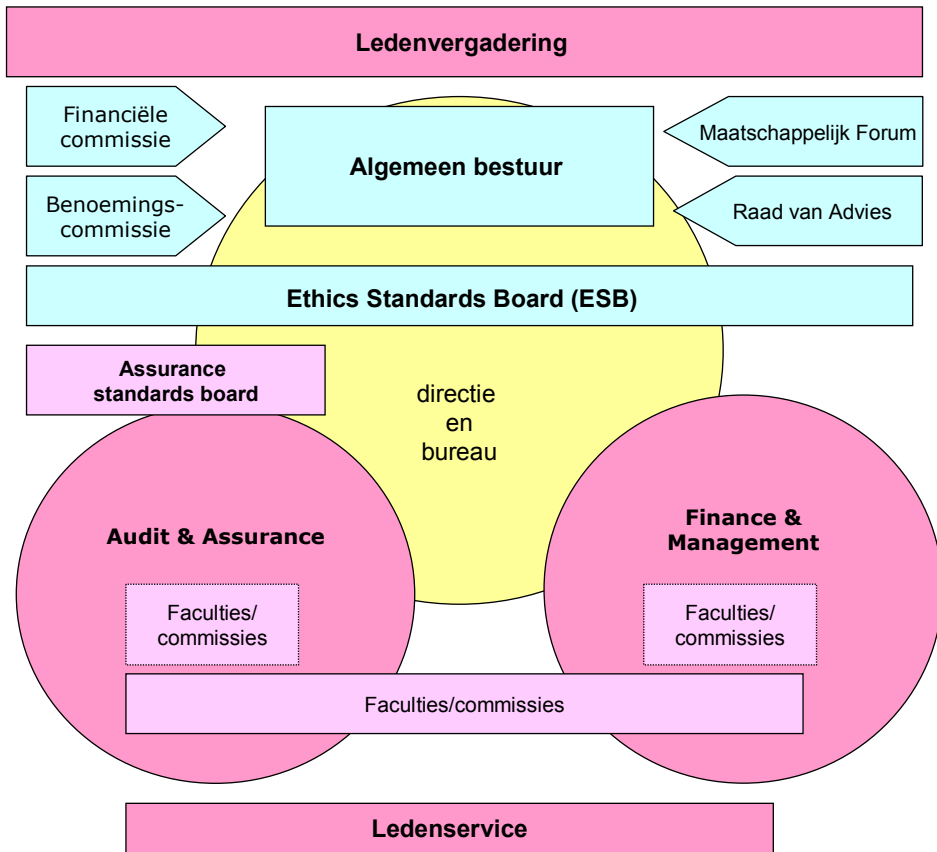 Ledenvergadering
Financiële
commissie
Algemeen bestuur
Maatschappelijk Forum
Benoemings-
commissie
Raad van Advies
Ethics Standards Board (ESB)
Assurance
standards board
directie
en
bureau
Audit & Assurance
Finance &
Management
Faculties/
commissies
Faculties/
commissies
Faculties/commissies
Ledenservice